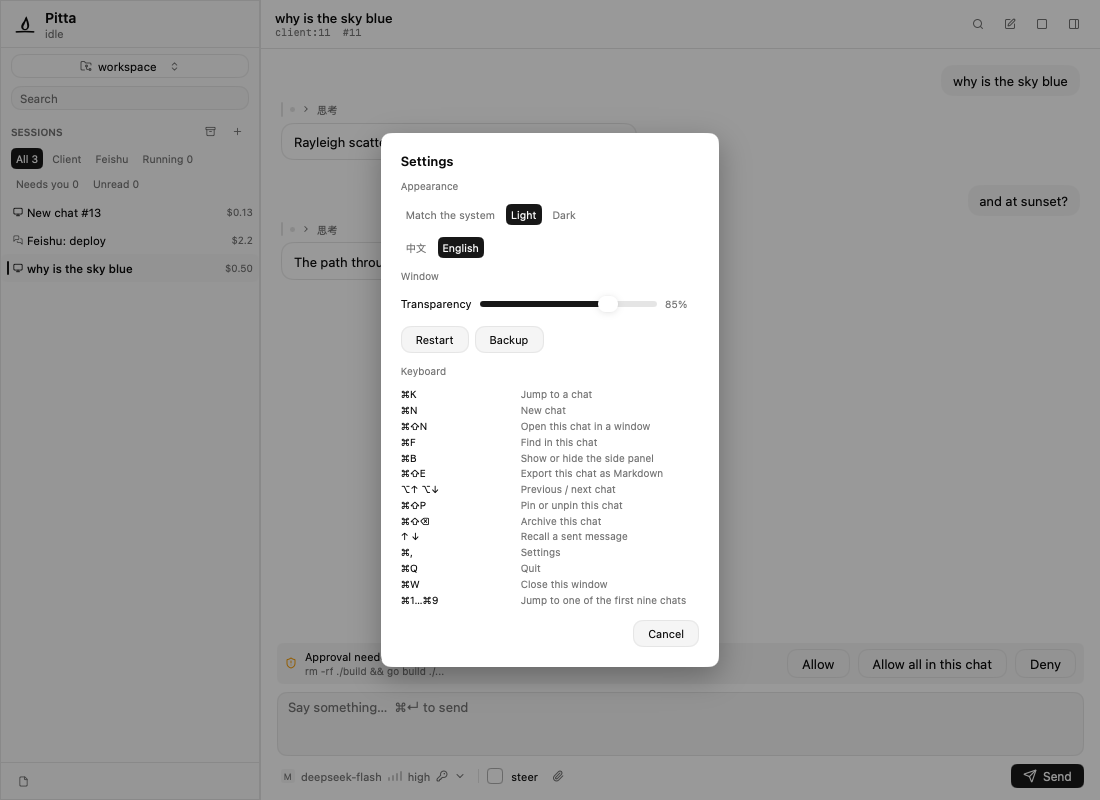 Pitta
idle
workspace
Search
SESSIONS
All 3 Client Feishu Running 0
Needs you 0 Unread 0
New chat #13 $0.13
Feishu: deploy $2.2
why is the sky blue $0.50
why is the sky blue
client:11 #11
why is the sky blue
思考
Rayleigh scatte
and at sunset?
思考
The path throu
Settings
Appearance
Match the system Light Dark
中文 English
Window
Transparency 85%
Restart Backup
Keyboard
⌘K Jump to a chat
⌘N New chat
⌘⇧N Open this chat in a window
⌘F Find in this chat
⌘B Show or hide the side panel
⌘⇧E Export this chat as Markdown
⌥↑ ⌥↓ Previous / next chat
⌘⇧P Pin or unpin this chat
⌘⇧⌫ Archive this chat
↑ ↓ Recall a sent message
⌘, Settings
⌘Q Quit
⌘W Close this window
⌘1…⌘9 Jump to one of the first nine chats
Cancel
Approval need
rm -rf ./build && go build ./...
Allow Allow all in this chat Deny
Say something… ⌘↵ to send
M deepseek-flash high steer Send